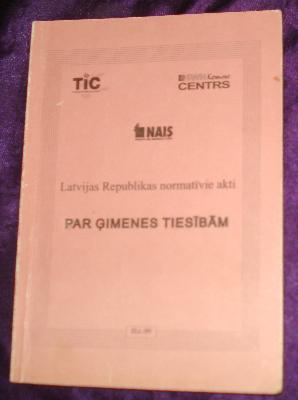 TIC
CENTRS
NAIS
Latvijas Republikas normatīvie akti
PAR ĢIMENES TIESĪBĀM